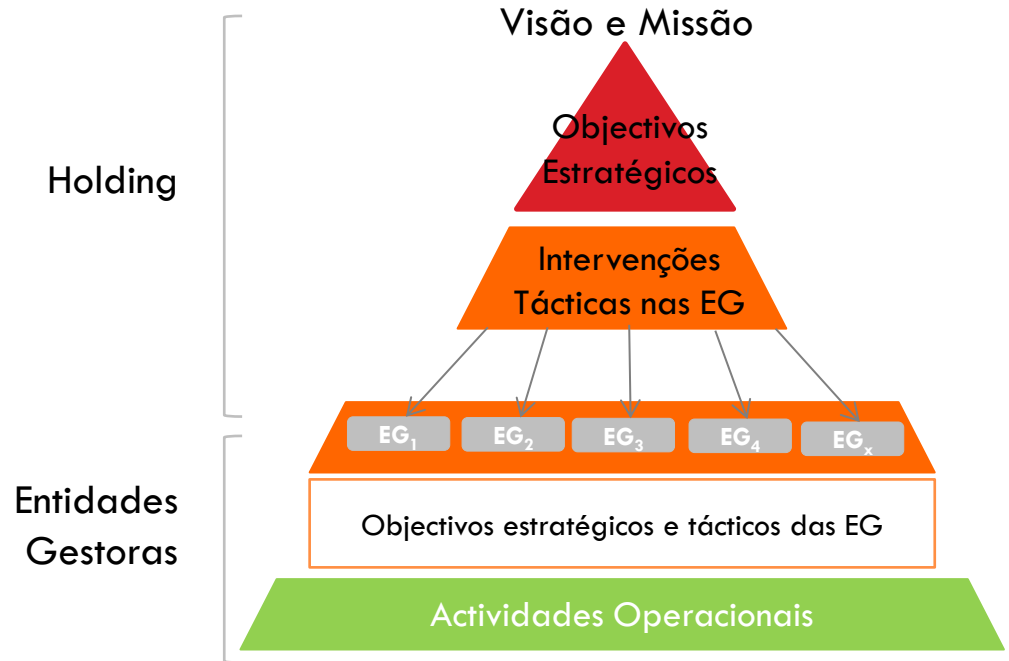 Visão e Missão
Objectivos
Estratégicos
Holding
Intervenções
Tácticas nas EG
EG₁ EG₂ EG₃ EG₄ EGₓ
Entidades
Gestoras
Objectivos estratégicos e tácticos das EG
Actividades Operacionais